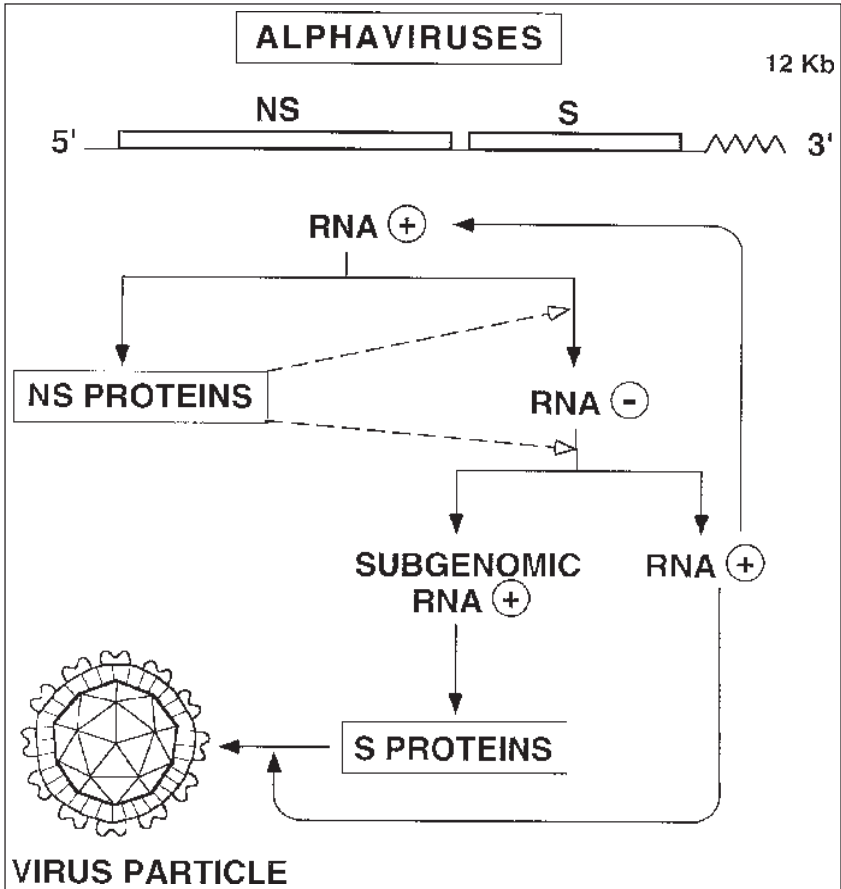 ALPHAVIRUSES
12 Kb
NS S
5' 3'
RNA +
NS PROTEINS
RNA -
SUBGENOMIC
RNA +
RNA +
S PROTEINS
VIRUS PARTICLE